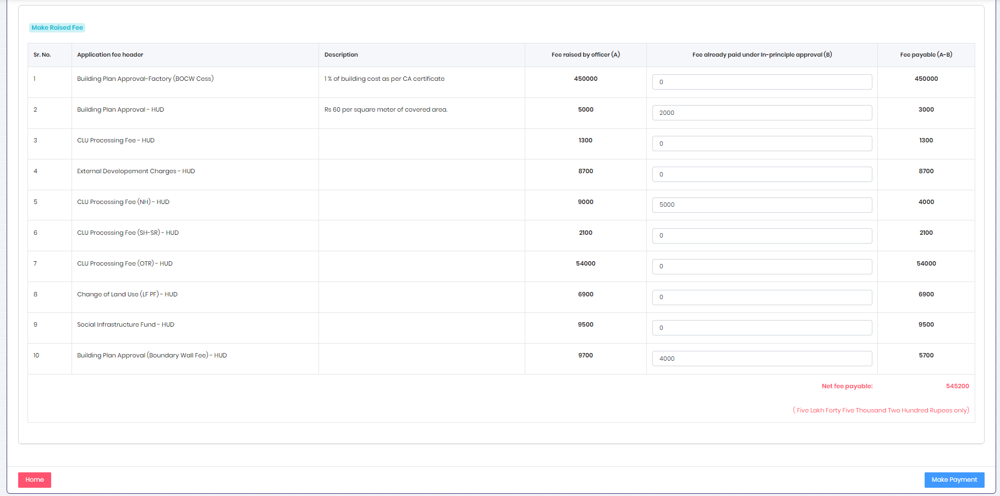 Make Raised Fee
Sr. No. Application fee header Description Fee raised by officer (A) Fee already paid under In-principle approval (B) Fee payable (A-B)
1 Building Plan Approval-Factory (BOCW Cess) 1 % of building cost as per CA certificate 450000 0 450000
2 Building Plan Approval - HUD Rs 60 per square meter of covered area. 5000 2000 3000
3 CLU Processing Fee - HUD 1300 0 1300
4 External Developement Charges - HUD 8700 0 8700
5 CLU Processing Fee (NH) - HUD 9000 5000 4000
6 CLU Processing Fee (SH-SR) - HUD 2100 0 2100
7 CLU Processing Fee (OTR) - HUD 54000 0 54000
8 Change of Land Use (LF PF) - HUD 6900 0 6900
9 Social Infrastructure Fund - HUD 9500 0 9500
10 Building Plan Approval (Boundary Wall Fee) - HUD 9700 4000 5700
Net fee payable: 545200
( Five Lakh Forty Five Thousand Two Hundred Rupees only)
Home Make Payment